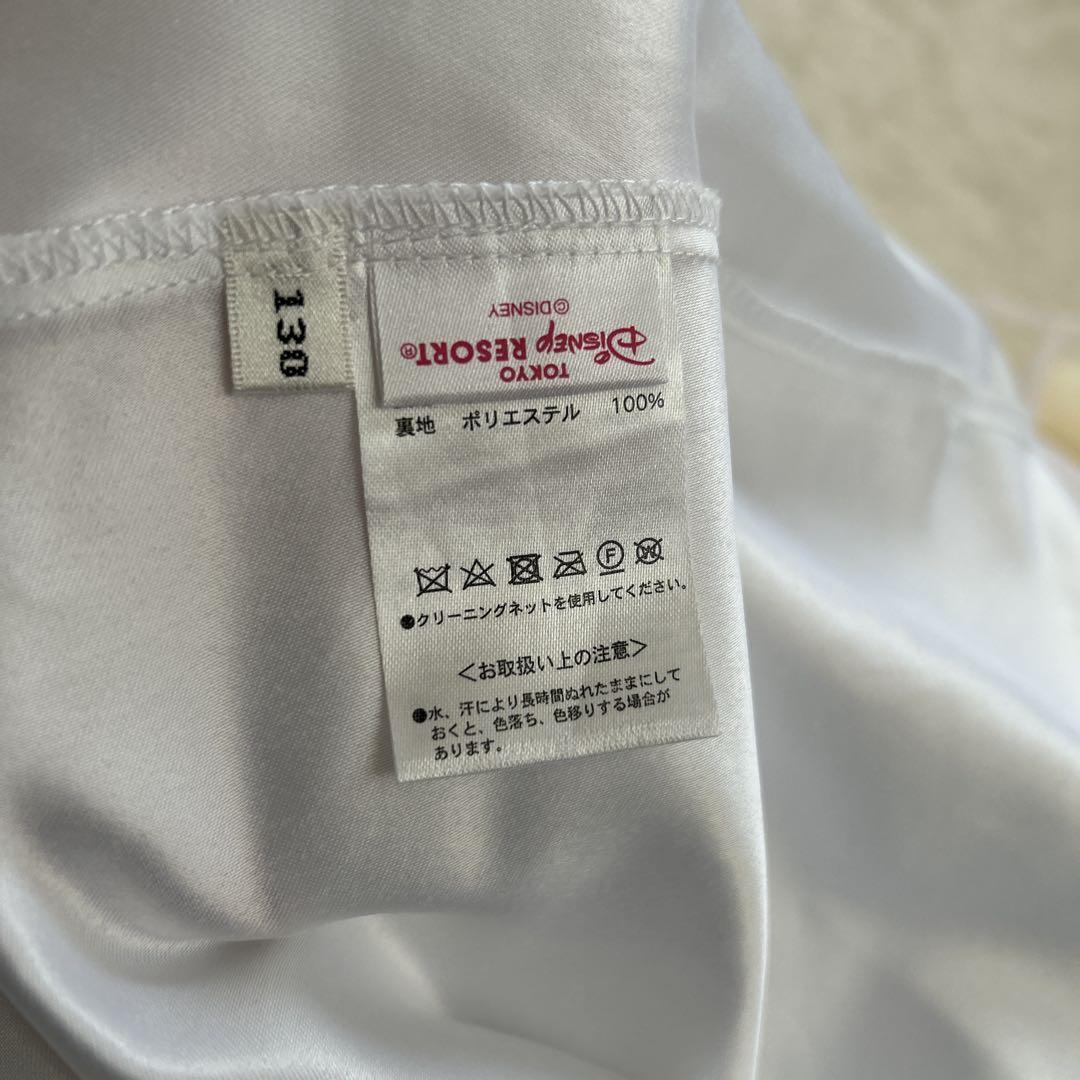 130
©DISNEY
TOKYO
Disney RESORT®
裏地 ポリエステル 100%
F
W
●クリーニングネットを使用してください。
＜お取扱い上の注意＞
●水、汗により長時間ぬれたままにして
おくと、色落ち、色移りする場合が
あります。